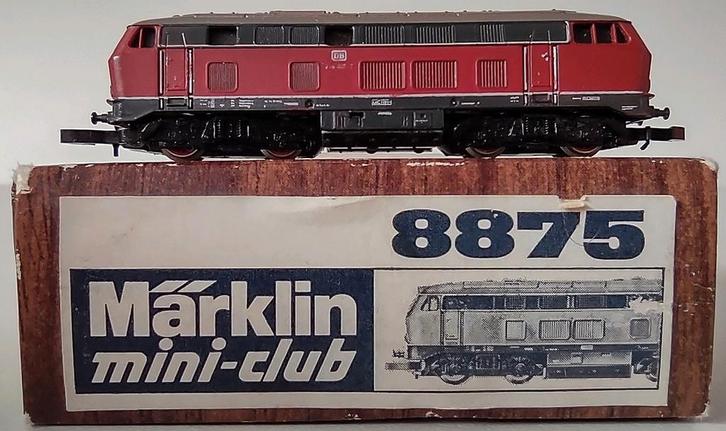 DB
8875
Märklin
mini-club